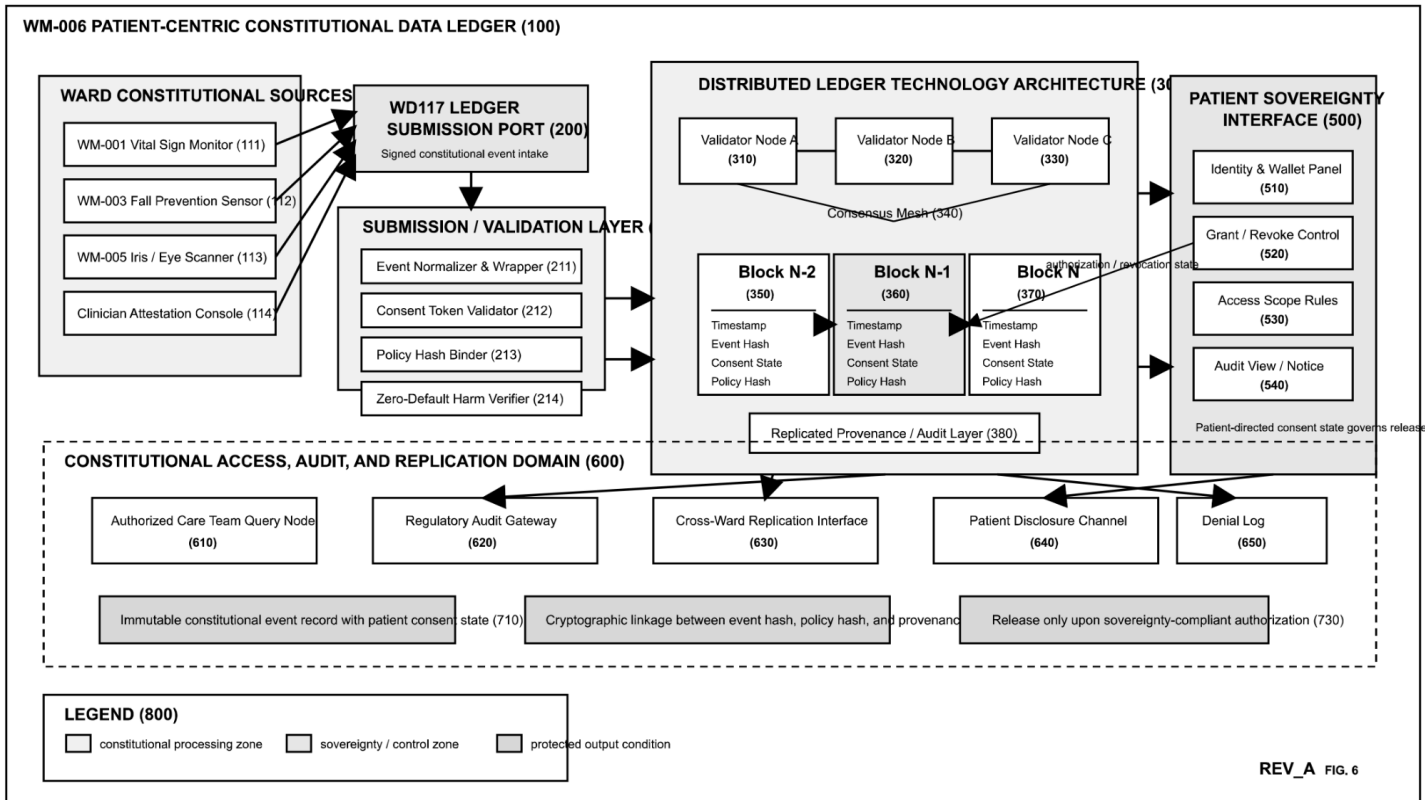 WM-006 PATIENT-CENTRIC CONSTITUTIONAL DATA LEDGER (100)
WARD CONSTITUTIONAL SOURCES
WM-001 Vital Sign Monitor (111)
WM-003 Fall Prevention Sensor (112)
WM-005 Iris / Eye Scanner (113)
Clinician Attestation Console (114)
WD117 LEDGER
SUBMISSION PORT (200)
Signed constitutional event intake
SUBMISSION / VALIDATION LAYER (
Event Normalizer & Wrapper (211)
Consent Token Validator (212)
Policy Hash Binder (213)
Zero-Default Harm Verifier (214)
DISTRIBUTED LEDGER TECHNOLOGY ARCHITECTURE (30
Validator Node A
(310)
Validator Node B
(320)
Validator Node C
(330)
Consensus Mesh (340)
Block N-2
(350)
Timestamp
Event Hash
Consent State
Policy Hash
Block N-1
(360)
Timestamp
Event Hash
Consent State
Policy Hash
Block N
(370)
Timestamp
Event Hash
Consent State
Policy Hash
authorization / revocation state
Replicated Provenance / Audit Layer (380)
PATIENT SOVEREIGNTY
INTERFACE (500)
Identity & Wallet Panel
(510)
Grant / Revoke Control
(520)
Access Scope Rules
(530)
Audit View / Notice
(540)
Patient-directed consent state governs release
CONSTITUTIONAL ACCESS, AUDIT, AND REPLICATION DOMAIN (600)
Authorized Care Team Query Node
(610)
Regulatory Audit Gateway
(620)
Cross-Ward Replication Interface
(630)
Patient Disclosure Channel
(640)
Denial Log
(650)
Immutable constitutional event record with patient consent state (710)
Cryptographic linkage between event hash, policy hash, and provenanc
Release only upon sovereignty-compliant authorization (730)
LEGEND (800)
constitutional processing zone
sovereignty / control zone
protected output condition
REV_A FIG. 6